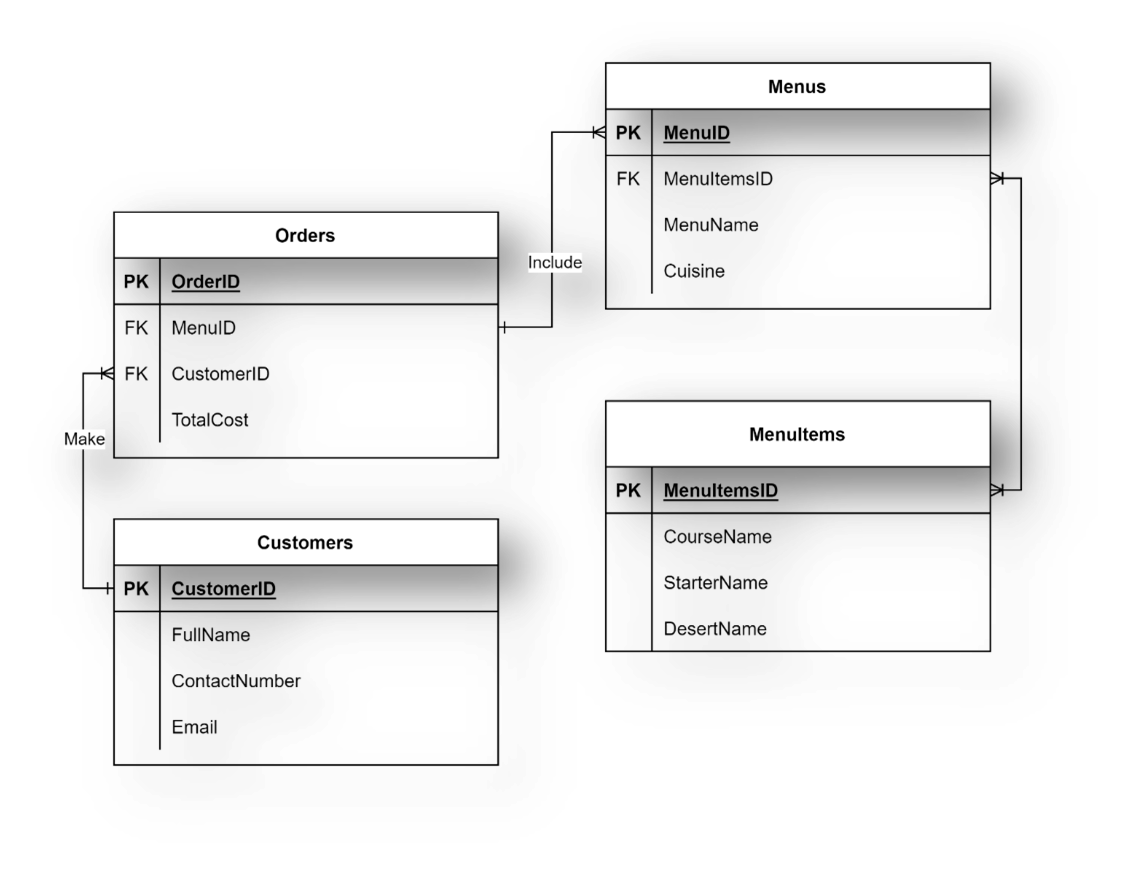 Menus
PK MenuID
FK MenuItemsID
MenuName
Cuisine
Orders
PK OrderID
FK MenuID
FK CustomerID
TotalCost
Include
Make
MenuItems
PK MenuItemsID
CourseName
StarterName
DesertName
Customers
PK CustomerID
FullName
ContactNumber
Email